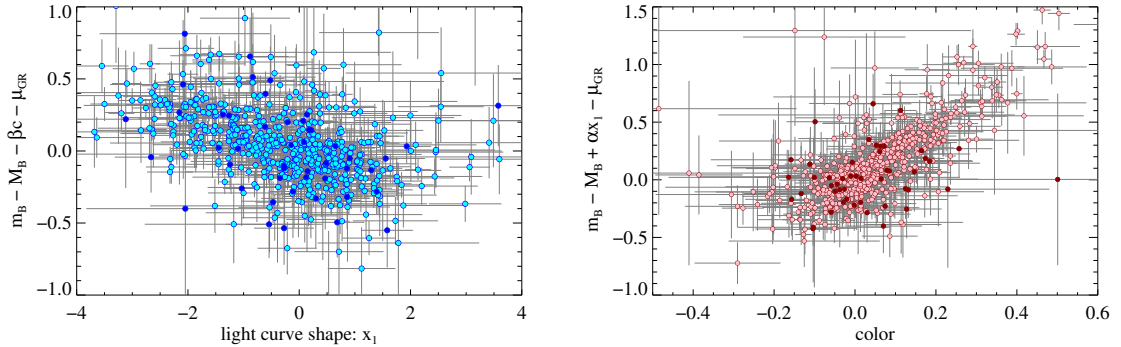 1.0
0.5
0.0
−0.5
−1.0
m_B − M_B − βc − μ_GR
−4 −2 0 2 4
light curve shape: x_1
1.5
1.0
0.5
0.0
−0.5
−1.0
m_B − M_B + αx_1 − μ_GR
−0.4 −0.2 0.0 0.2 0.4 0.6
color